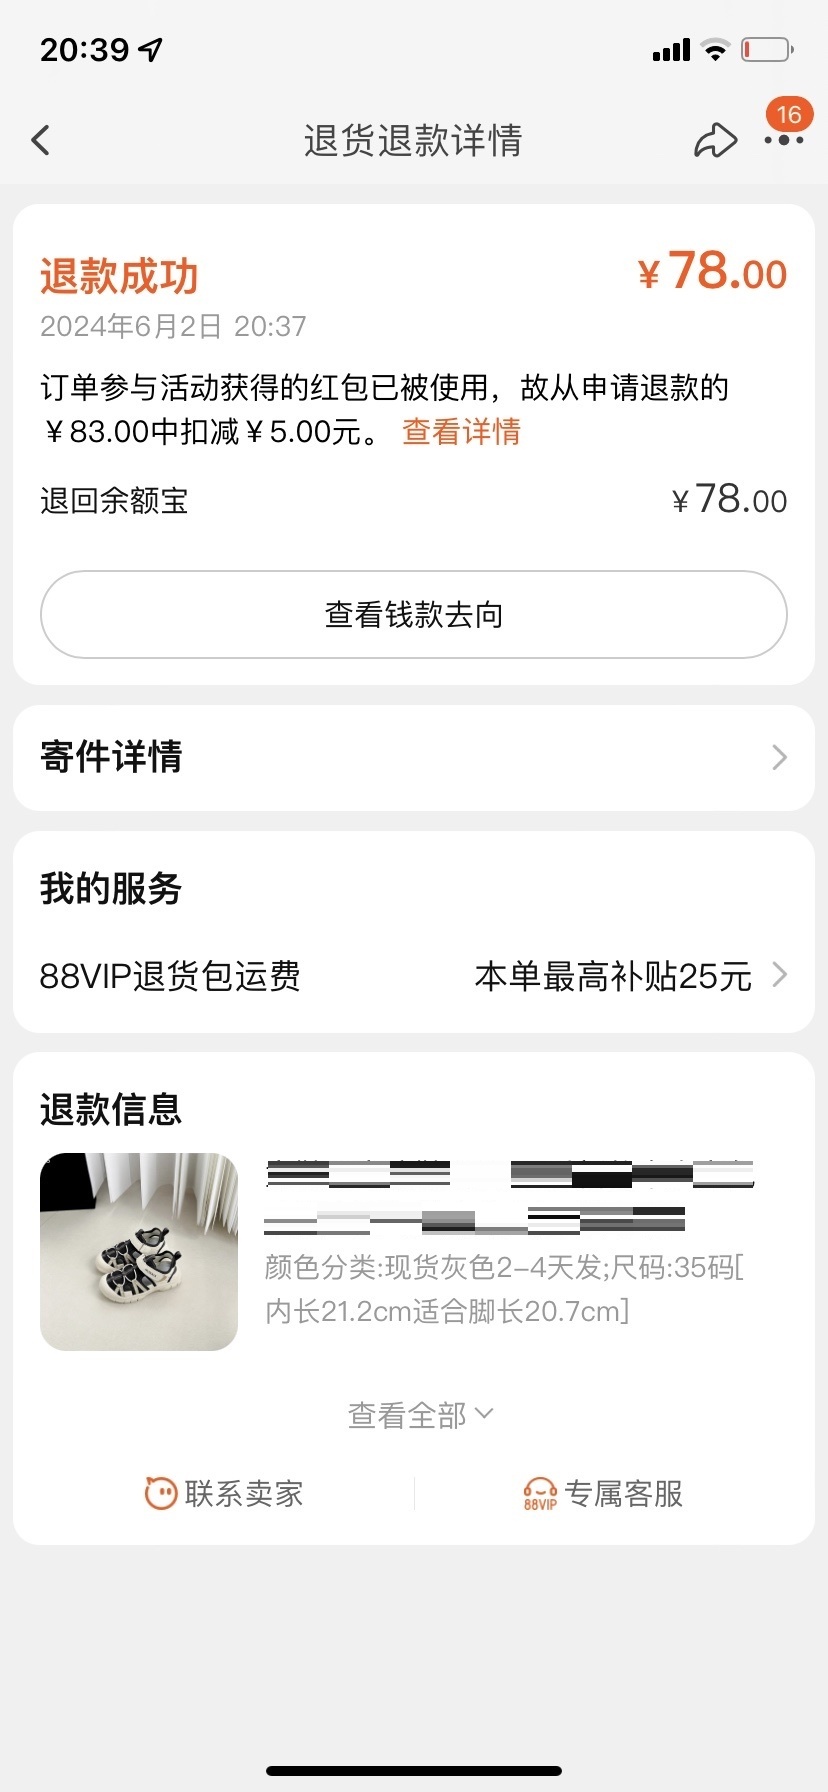 20:39
16
退货退款详情
退款成功
¥78.00
2024年6月2日 20:37
订单参与活动获得的红包已被使用，故从申请退款的
¥83.00中扣减¥5.00元。 查看详情
退回余额宝
¥78.00
查看钱款去向
寄件详情
我的服务
88VIP退货包运费
本单最高补贴25元
退款信息
颜色分类:现货灰色2-4天发;尺码:35码[
内长21.2cm适合脚长20.7cm]
查看全部
联系卖家
88VIP
专属客服